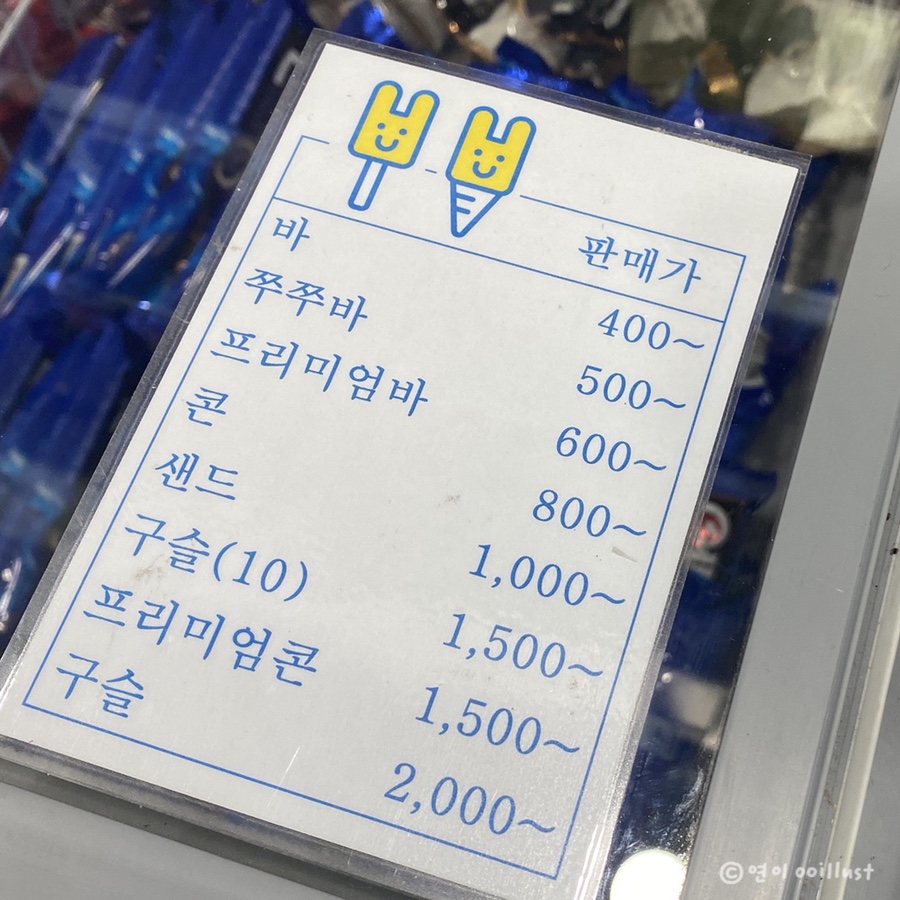 판매가
바 400~
쭈쭈바 500~
프리미엄바 600~
콘 800~
샌드 1,000~
구슬(10) 1,500~
프리미엄콘 1,500~
구슬 2,000~
©연이 ooillust